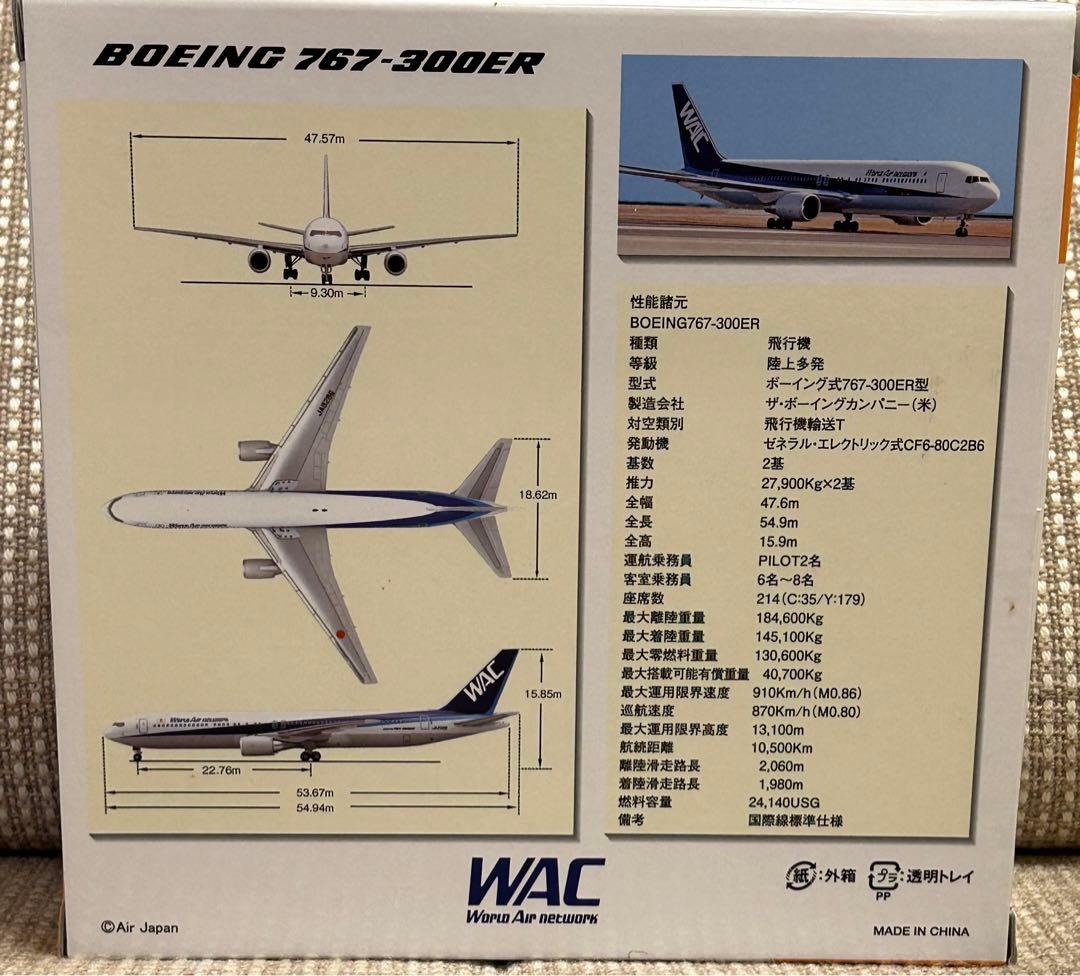 BOEING 767-300ER
47.57m
9.30m
JA8286
18.62m
World Air network
WAC
15.85m
World Air network
22.76m
53.67m
54.94m
WAC
World Air network
性能諸元
BOEING767-300ER
種類 飛行機
等級 陸上多発
型式 ボーイング式767-300ER型
製造会社 ザ・ボーイングカンパニー(米)
対空類別 飛行機輸送T
発動機 ゼネラル・エレクトリック式CF6-80C2B6
基数 2基
推力 27,900Kg×2基
全幅 47.6m
全長 54.9m
全高 15.9m
運航乗務員 PILOT2名
客室乗務員 6名〜8名
座席数 214(C:35/Y:179)
最大離陸重量 184,600Kg
最大着陸重量 145,100Kg
最大零燃料重量 130,600Kg
最大搭載可能有償重量 40,700Kg
最大運用限界速度 910Km/h(M0.86)
巡航速度 870Km/h(M0.80)
最大運用限界高度 13,100m
航続距離 10,500Km
離陸滑走路長 2,060m
着陸滑走路長 1,980m
燃料容量 24,140USG
備考 国際線標準仕様
WAC
World Air network
紙:外箱 プラ:透明トレイ
PP
©Air Japan
MADE IN CHINA